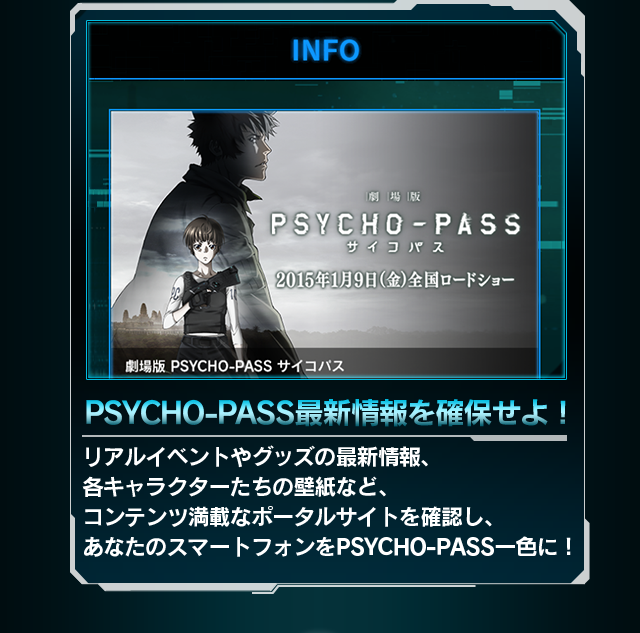 INFO
劇場版
PSYCHO-PASS
サイコパス
2015年1月9日(金)全国ロードショー
劇場版 PSYCHO-PASS サイコパス
PSYCHO-PASS最新情報を確保せよ！
リアルイベントやグッズの最新情報、
各キャラクターたちの壁紙など、
コンテンツ満載なポータルサイトを確認し、
あなたのスマートフォンをPSYCHO-PASS一色に！